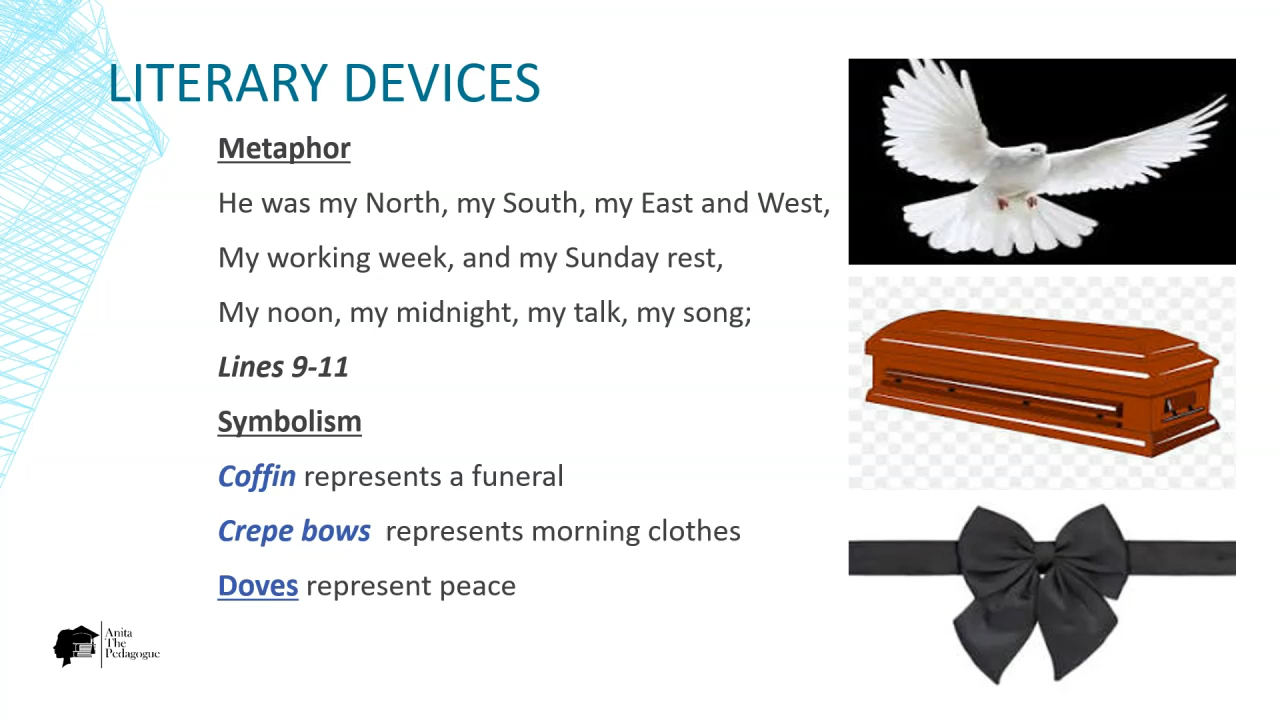 LITERARY DEVICES
Metaphor
He was my North, my South, my East and West,
My working week, and my Sunday rest,
My noon, my midnight, my talk, my song;
Lines 9-11
Symbolism
Coffin represents a funeral
Crepe bows represents morning clothes
Doves represent peace
Anita
The
Pedagogue